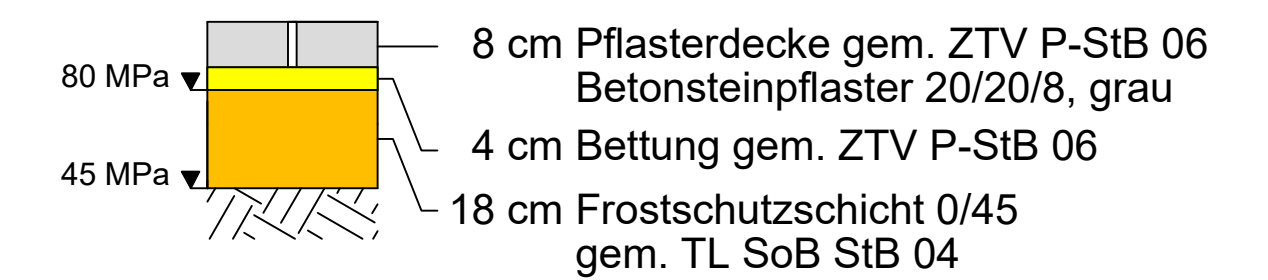 8 cm Pflasterdecke gem. ZTV P-StB 06
Betonsteinpflaster 20/20/8, grau
80 MPa
4 cm Bettung gem. ZTV P-StB 06
45 MPa
18 cm Frostschutzschicht 0/45
gem. TL SoB StB 04